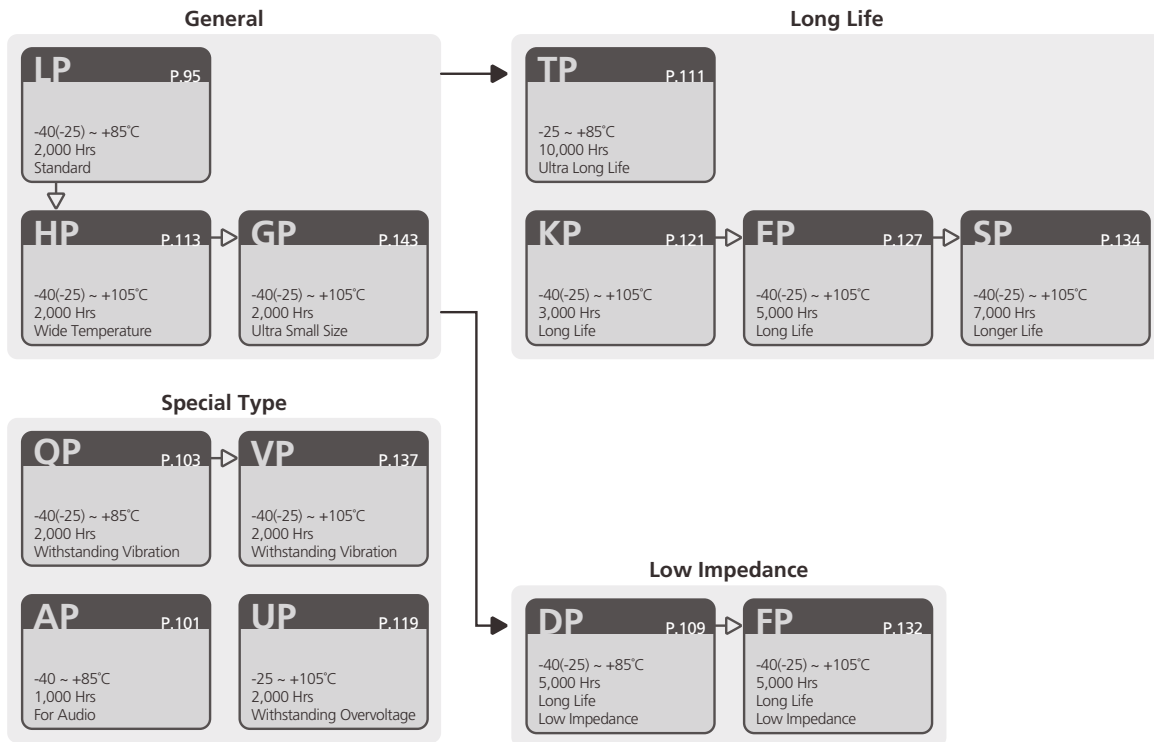 General
LP P.95
-40(-25) ~ +85°C
2,000 Hrs
Standard
HP P.113
-40(-25) ~ +105°C
2,000 Hrs
Wide Temperature
GP P.143
-40(-25) ~ +105°C
2,000 Hrs
Ultra Small Size
Long Life
TP P.111
-25 ~ +85°C
10,000 Hrs
Ultra Long Life
KP P.121
-40(-25) ~ +105°C
3,000 Hrs
Long Life
EP P.127
-40(-25) ~ +105°C
5,000 Hrs
Long Life
SP P.134
-40(-25) ~ +105°C
7,000 Hrs
Longer Life
Special Type
QP P.103
-40(-25) ~ +85°C
2,000 Hrs
Withstanding Vibration
VP P.137
-40(-25) ~ +105°C
2,000 Hrs
Withstanding Vibration
AP P.101
-40 ~ +85°C
1,000 Hrs
For Audio
UP P.119
-25 ~ +105°C
2,000 Hrs
Withstanding Overvoltage
Low Impedance
DP P.109
-40(-25) ~ +85°C
5,000 Hrs
Long Life
Low Impedance
FP P.132
-40(-25) ~ +105°C
5,000 Hrs
Long Life
Low Impedance